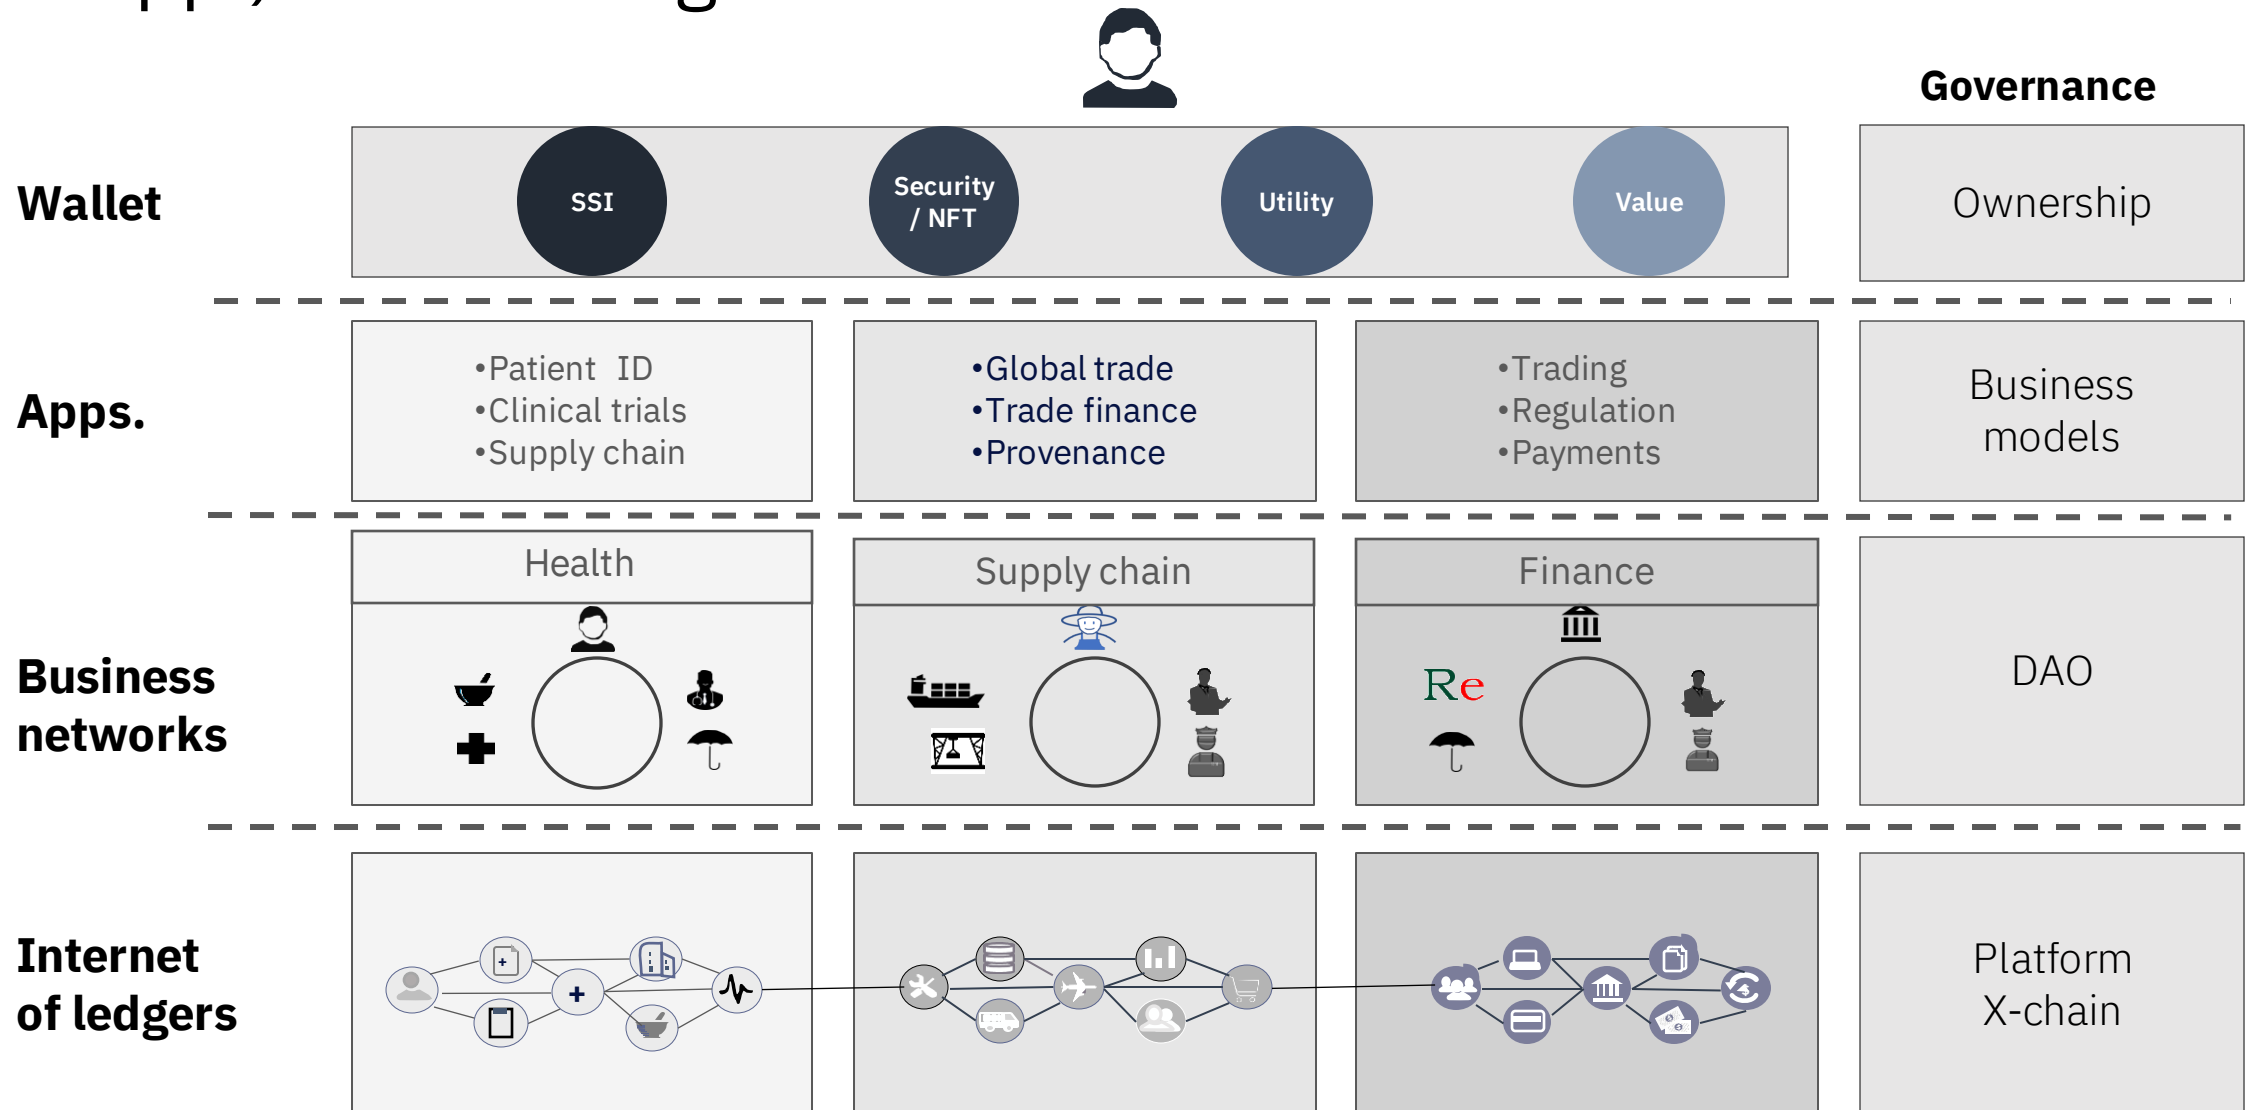 Governance
Wallet
SSI
Security
/ NFT
Utility
Value
Ownership
Apps.
•Patient ID
•Clinical trials
•Supply chain
•Global trade
•Trade finance
•Provenance
•Trading
•Regulation
•Payments
Business
models
Business
networks
Health
Supply chain
Finance
Re
DAO
Internet
of ledgers
Platform
X-chain